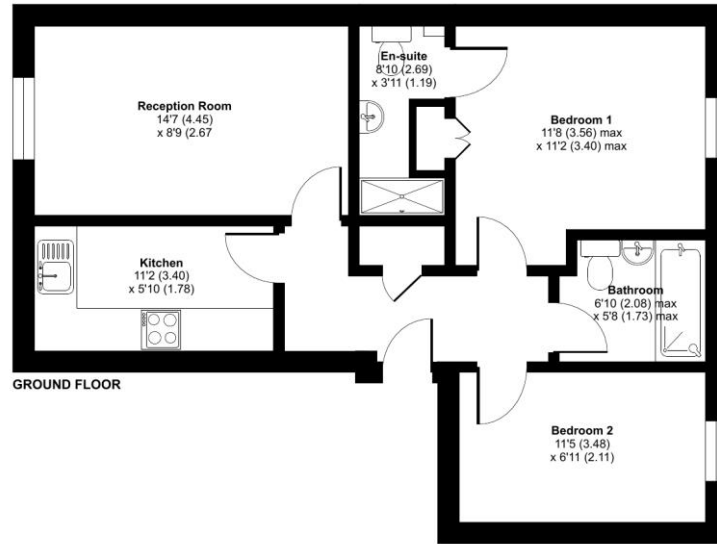 Reception Room
14'7 (4.45)
x 8'9 (2.67
En-suite
8'10 (2.69)
x 3'11 (1.19)
Bedroom 1
11'8 (3.56) max
x 11'2 (3.40) max
Kitchen
11'2 (3.40)
x 5'10 (1.78)
Bathroom
6'10 (2.08) max
x 5'8 (1.73) max
GROUND FLOOR
Bedroom 2
11'5 (3.48)
x 6'11 (2.11)